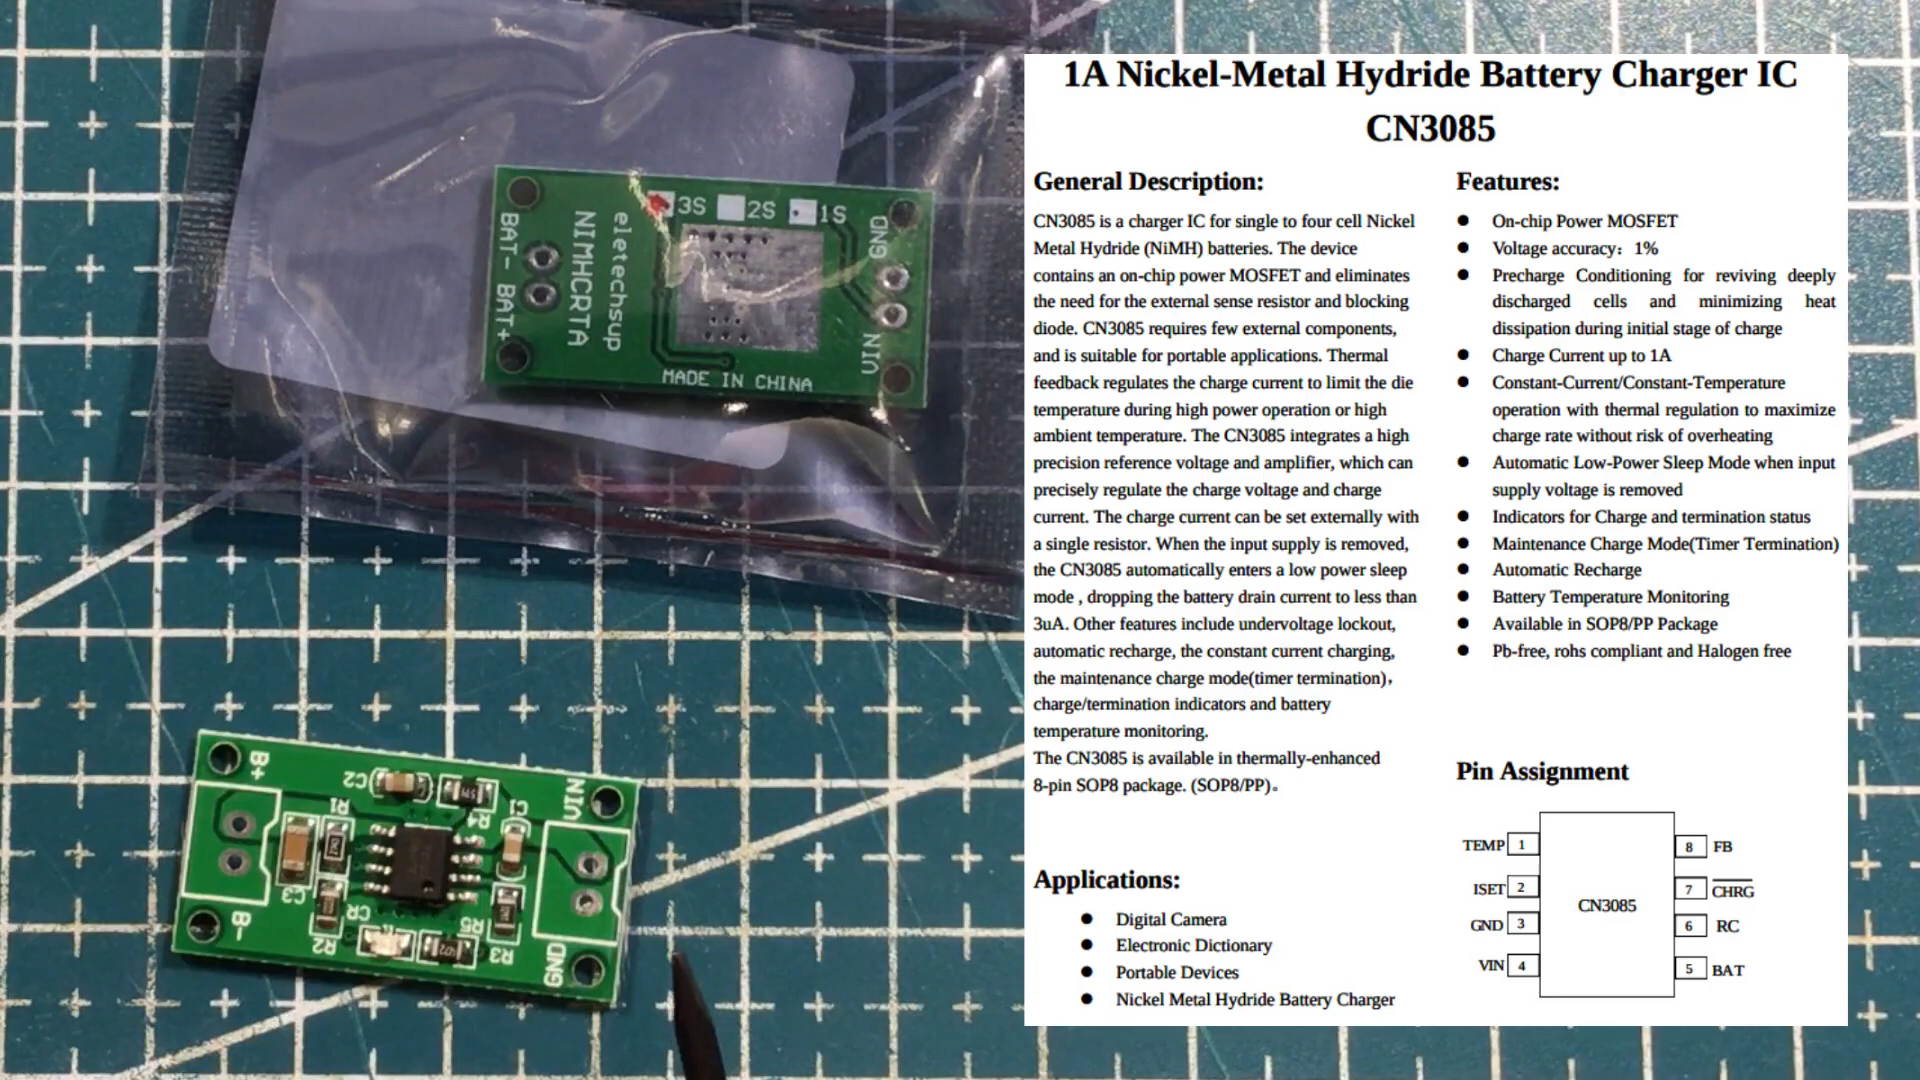 3S 2S 1S
GND
VIN
BAT-
BAT+
NIMHCRTA
eletechsup
MADE IN CHINA
B+
C2
R4
C1
VIN
R1
C3
B-
R2
CR
R5
R3
GND
1A Nickel-Metal Hydride Battery Charger IC
CN3085
General Description:
CN3085 is a charger IC for single to four cell Nickel
Metal Hydride (NiMH) batteries. The device
contains an on-chip power MOSFET and eliminates
the need for the external sense resistor and blocking
diode. CN3085 requires few external components,
and is suitable for portable applications. Thermal
feedback regulates the charge current to limit the die
temperature during high power operation or high
ambient temperature. The CN3085 integrates a high
precision reference voltage and amplifier, which can
precisely regulate the charge voltage and charge
current. The charge current can be set externally with
a single resistor. When the input supply is removed,
the CN3085 automatically enters a low power sleep
mode , dropping the battery drain current to less than
3uA. Other features include undervoltage lockout,
automatic recharge, the constant current charging,
the maintenance charge mode(timer termination),
charge/termination indicators and battery
temperature monitoring.
The CN3085 is available in thermally-enhanced
8-pin SOP8 package. (SOP8/PP)。
Applications:
● Digital Camera
● Electronic Dictionary
● Portable Devices
● Nickel Metal Hydride Battery Charger
Features:
● On-chip Power MOSFET
● Voltage accuracy：1%
● Precharge Conditioning for reviving deeply
discharged cells and minimizing heat
dissipation during initial stage of charge
● Charge Current up to 1A
● Constant-Current/Constant-Temperature
operation with thermal regulation to maximize
charge rate without risk of overheating
● Automatic Low-Power Sleep Mode when input
supply voltage is removed
● Indicators for Charge and termination status
● Maintenance Charge Mode(Timer Termination)
● Automatic Recharge
● Battery Temperature Monitoring
● Available in SOP8/PP Package
● Pb-free, rohs compliant and Halogen free
Pin Assignment
TEMP 1
ISET 2
GND 3
VIN 4
CN3085
8 FB
7 CHRG
6 RC
5 BAT